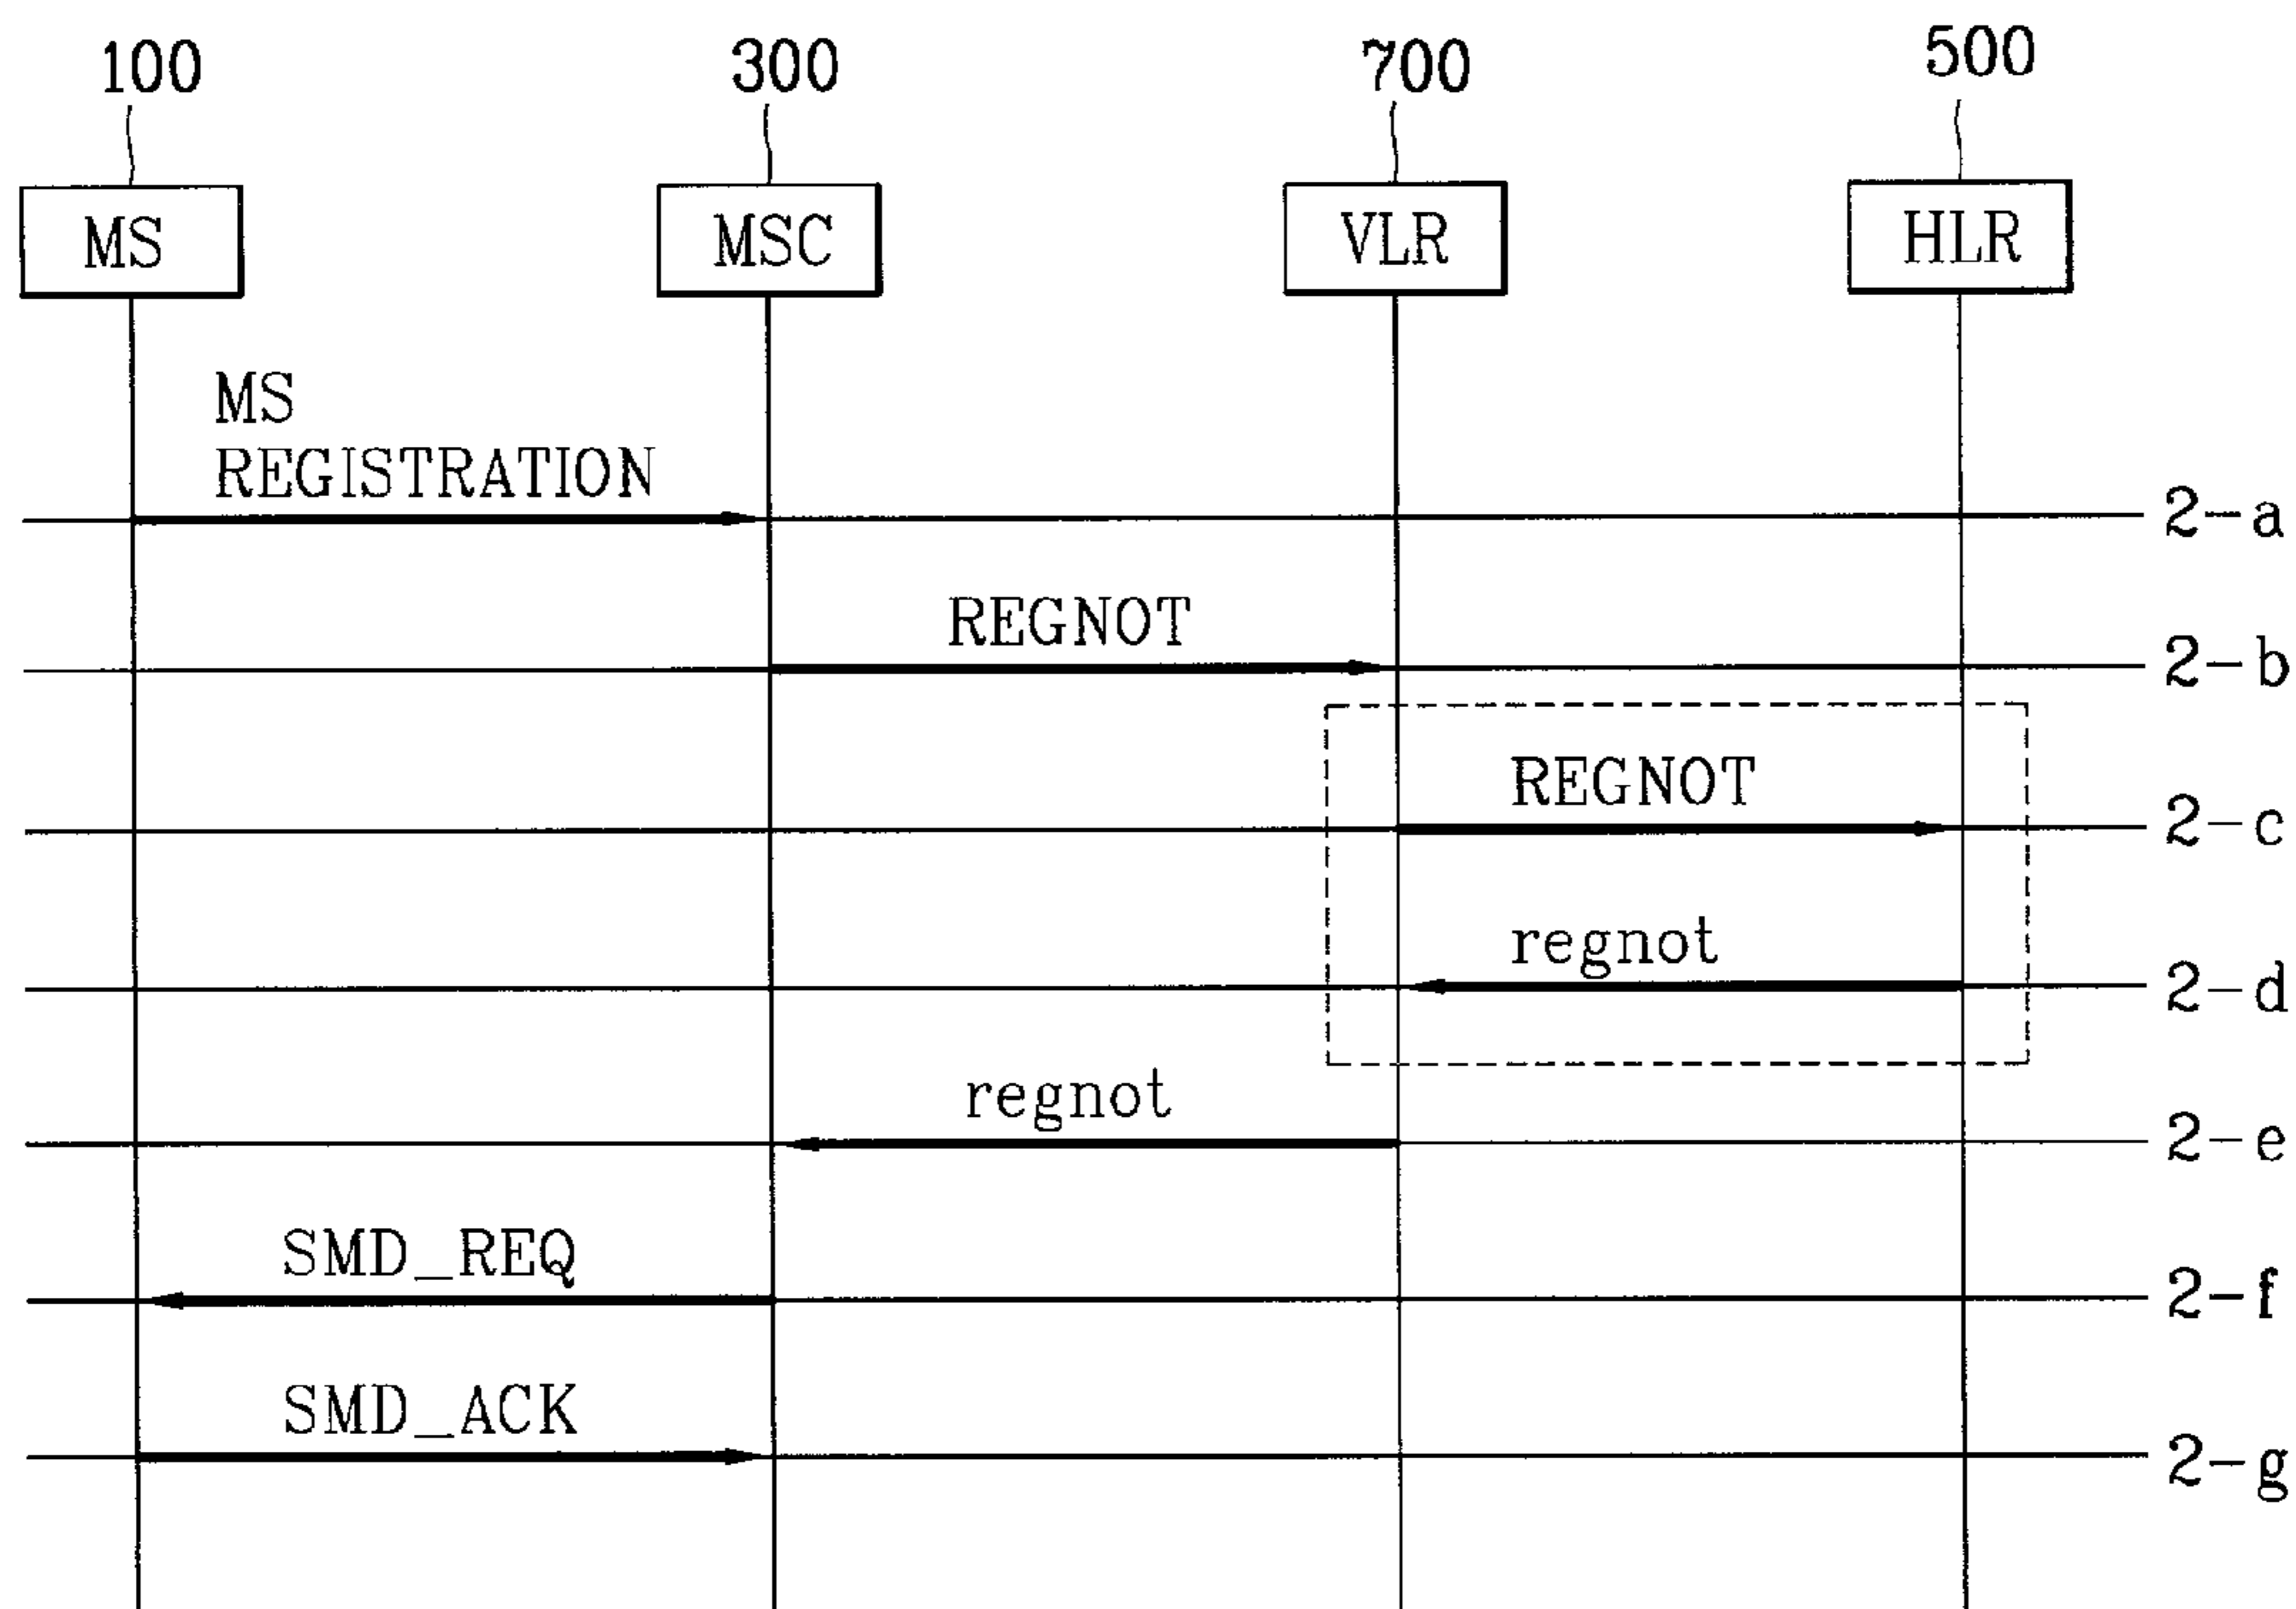 100 300 700 500
MS MSC VLR HLR
MS
REGISTRATION
2-a
REGNOT
2-b
REGNOT
2-c
regnot
2-d
regnot
2-e
SMD_REQ
2-f
SMD_ACK
2-g